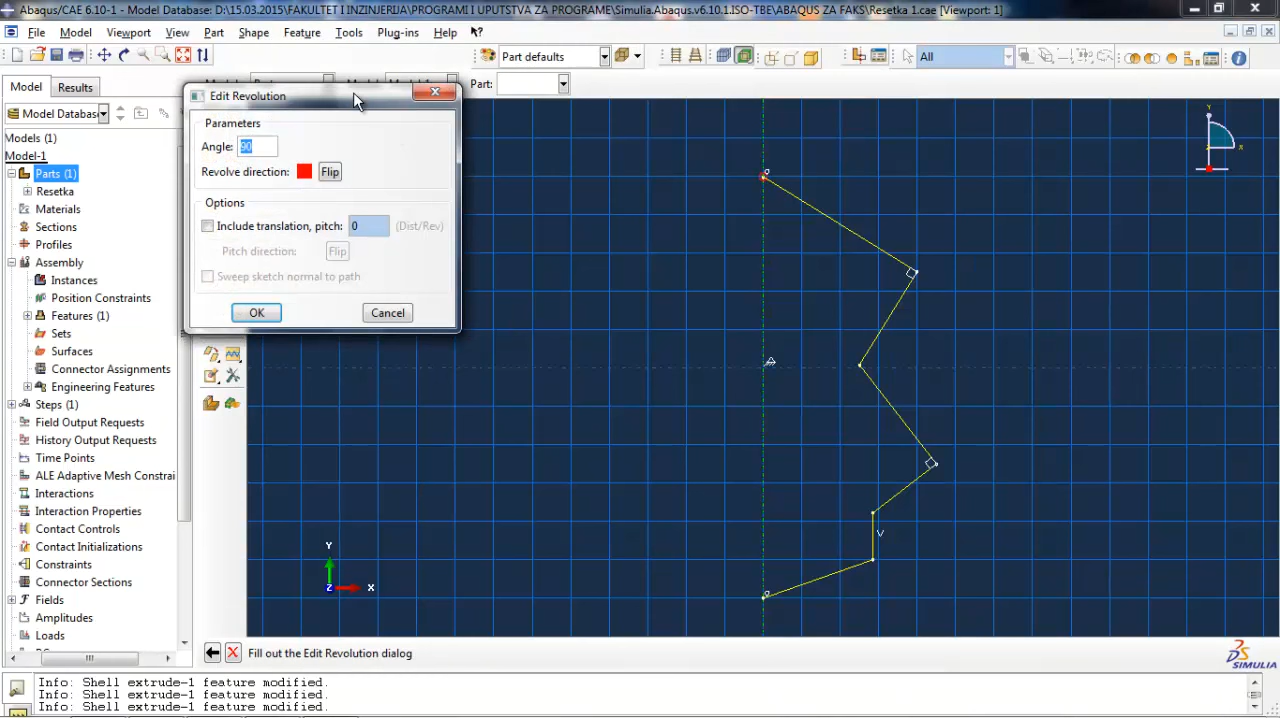 Abaqus/CAE 6.10-1 - Model Database: D:\15.03.2015\FAKULTET I INZINJERIJA\PROGRAMI I UPUTSTVA ZA PROGRAME\Simulia.Abaqus.v6.10.1.ISO-TBE\ABAQUS ZA FAKS\Resetka 1.cae [Viewport: 1]
File Model Viewport View Part Shape Feature Tools Plug-ins Help
Part defaults All
Model Results Part:
Edit Revolution
Model Databas
Parameters
Models (1)
Angle: 90
Model-1
Parts (1) Revolve direction: Flip
Resetka
Options
Materials
Sections Include translation, pitch: 0 (Dist/Rev)
Profiles
Pitch direction: Flip
Assembly
Instances Sweep sketch normal to path
Position Constraints
Features (1) OK Cancel
Sets
Surfaces
Connector Assignments
Engineering Features
Steps (1)
Field Output Requests
History Output Requests
Time Points
ALE Adaptive Mesh Constrai
Interactions
Interaction Properties
Contact Controls
V
Contact Initializations
Y
Constraints
Connector Sections
Z X
Fields
Amplitudes
Loads
Fill out the Edit Revolution dialog
SIMULIA
Info: Shell extrude-1 feature modified.
Info: Shell extrude-1 feature modified.
Info: Shell extrude-1 feature modified.